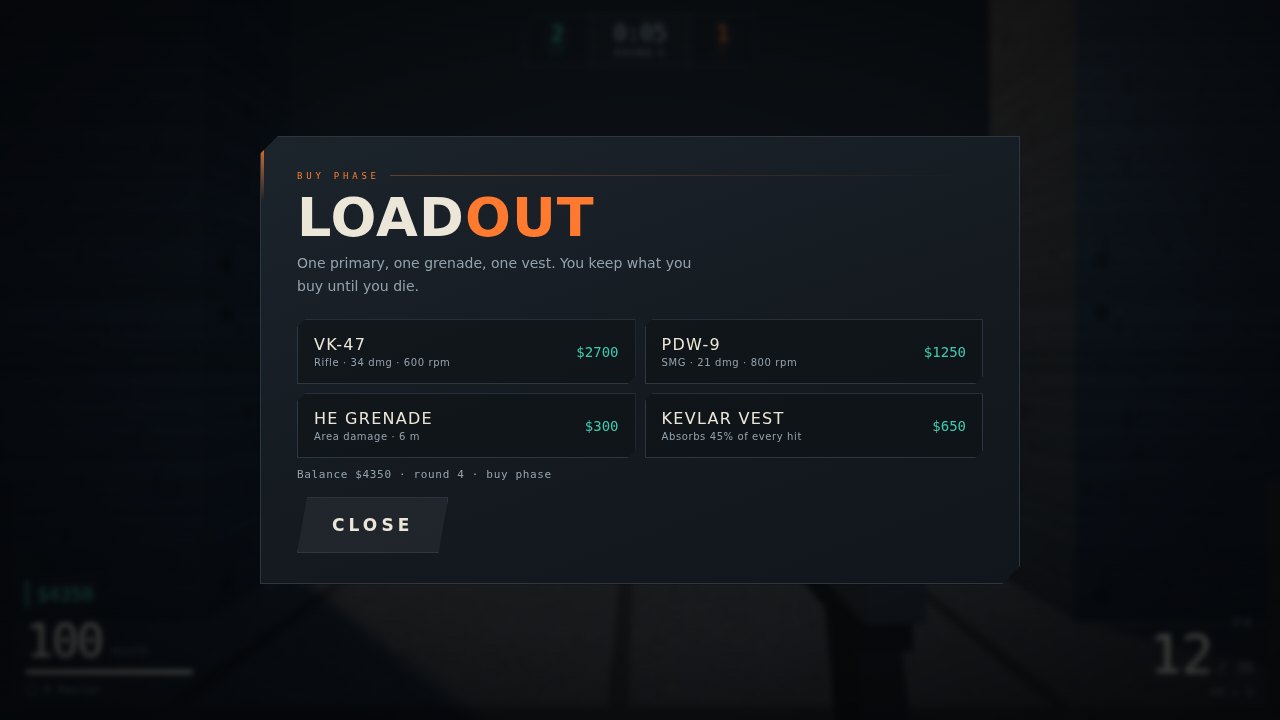 2
0:05
1
BUY PHASE
LOADOUT
One primary, one grenade, one vest. You keep what you
buy until you die.
VK-47
Rifle · 34 dmg · 600 rpm
$2700
PDW-9
SMG · 21 dmg · 800 rpm
$1250
HE GRENADE
Area damage · 6 m
$300
KEVLAR VEST
Absorbs 45% of every hit
$650
Balance $4350 · round 4 · buy phase
CLOSE
$4350
100
12